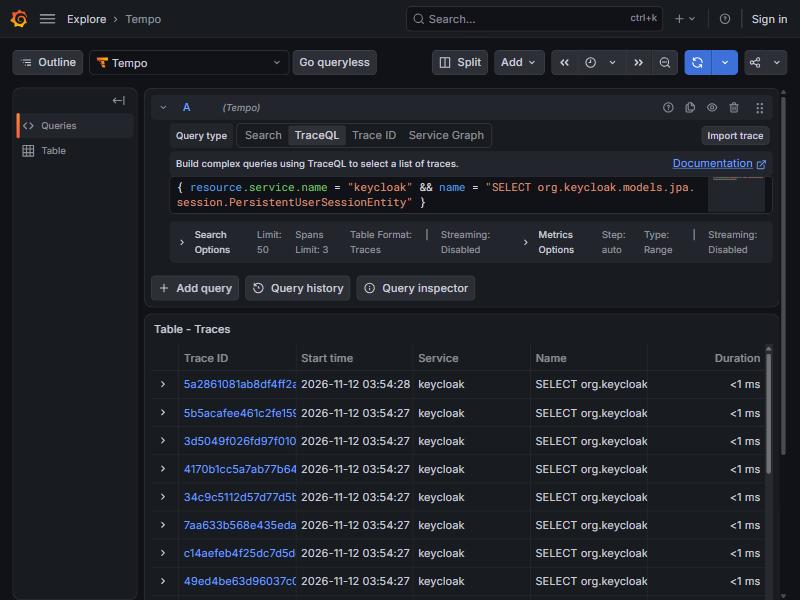 Explore › Tempo
Search...
ctrl+k
Sign in
Outline
Tempo
Go queryless
Split
Add
Queries
Table
A
(Tempo)
Query type
Search
TraceQL
Trace ID
Service Graph
Import trace
Build complex queries using TraceQL to select a list of traces.
Documentation
{ resource.service.name = "keycloak" && name = "SELECT org.keycloak.models.jpa.
session.PersistentUserSessionEntity" }
Search Options
Limit: 50
Spans Limit: 3
Table Format: Traces
|
Streaming: Disabled
Metrics Options
Step: auto
Type: Range
|
Streaming: Disabled
Add query
Query history
Query inspector
Table - Traces
Trace ID Start time Service Name Duration
5a2861081ab8df4ff2a 2026-11-12 03:54:28 keycloak SELECT org.keycloak <1 ms
5b5acafee461c2fe159 2026-11-12 03:54:27 keycloak SELECT org.keycloak <1 ms
3d5049f026fd97f010 2026-11-12 03:54:27 keycloak SELECT org.keycloak <1 ms
4170b1cc5a7ab77b64 2026-11-12 03:54:27 keycloak SELECT org.keycloak <1 ms
34c9c5112d57d77d5b 2026-11-12 03:54:27 keycloak SELECT org.keycloak <1 ms
7aa633b568e435eda 2026-11-12 03:54:27 keycloak SELECT org.keycloak <1 ms
c14aefeb4f25dc7d5d 2026-11-12 03:54:27 keycloak SELECT org.keycloak <1 ms
49ed4be63d96037c0 2026-11-12 03:54:27 keycloak SELECT org.keycloak <1 ms